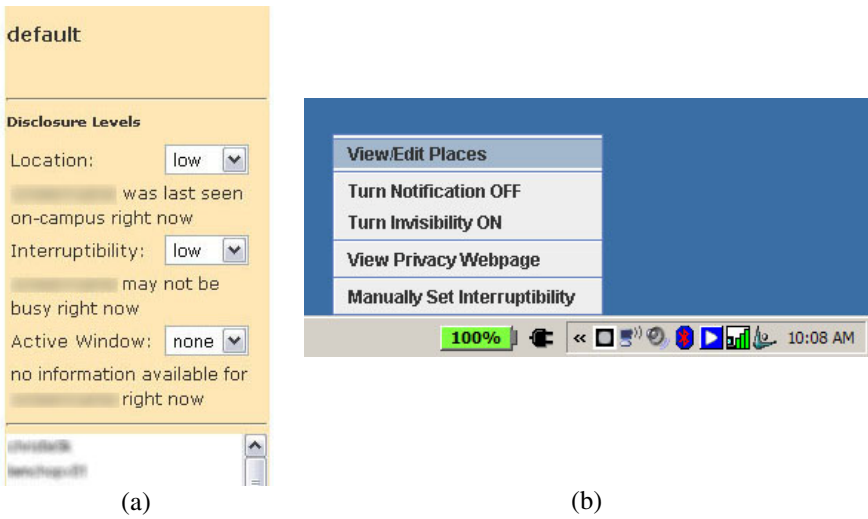 default
Disclosure Levels
Location: low
was last seen
on-campus right now
Interruptibility: low
may not be
busy right now
Active Window: none
no information available for
right now
(a)
View/Edit Places
Turn Notification OFF
Turn Invisibility ON
View Privacy Webpage
Manually Set Interruptibility
100% « 10:08 AM
(b)